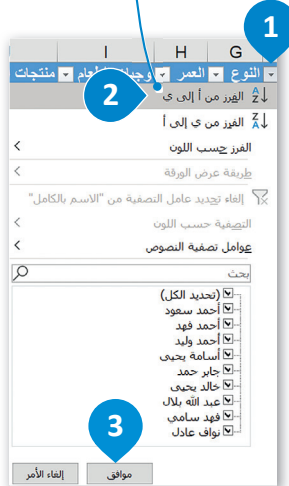 1
I H G
النوع العمر وجبات الطعام منتجات
2
الفرز من أ إلى ي
الفرز من ي إلى أ
الفرز حسب اللون
طريقة عرض الورقة
إلغاء تحديد عامل التصفية من "الاسم بالكامل"
التصفية حسب اللون
عوامل تصفية النصوص
بحث
(تحديد الكل)
أحمد سعود
أحمد فهد
أحمد وليد
أسامة يحيى
جابر حمد
خالد يحيى
عبد الله بلال
فهد سامي
نواف عادل
3
موافق إلغاء الأمر